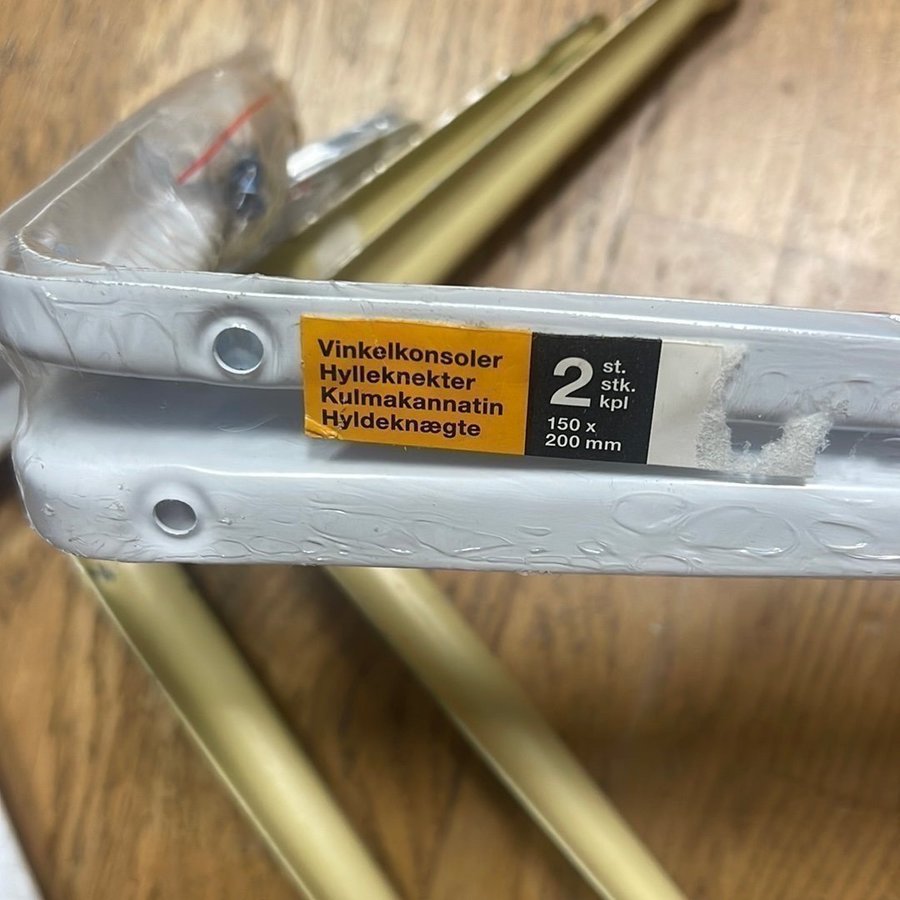 Vinkelkonsoler
Hylleknekter
Kulmakannatin
Hyldeknægte
2 st.
stk.
kpl
150 x
200 mm